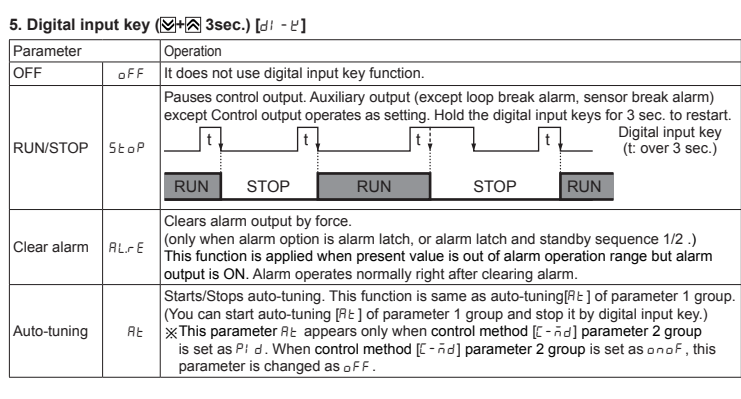 5. Digital input key (⩔+⩓ 3sec.) [dI - K]
Parameter Operation
OFF oFF It does not use digital input key function.
RUN/STOP StoP Pauses control output. Auxiliary output (except loop break alarm, sensor break alarm)
except Control output operates as setting. Hold the digital input keys for 3 sec. to restart.
t t t t Digital input key
(t: over 3 sec.)
RUN STOP RUN STOP RUN
Clear alarm AL.rE Clears alarm output by force.
(only when alarm option is alarm latch, or alarm latch and standby sequence 1/2 .)
This function is applied when present value is out of alarm operation range but alarm
output is ON. Alarm operates normally right after clearing alarm.
Auto-tuning At Starts/Stops auto-tuning. This function is same as auto-tuning[At] of parameter 1 group.
(You can start auto-tuning [At] of parameter 1 group and stop it by digital input key.)
※This parameter At appears only when control method [C-md] parameter 2 group
is set as PId. When control method [C-md] parameter 2 group is set as onoF, this
parameter is changed as oFF.